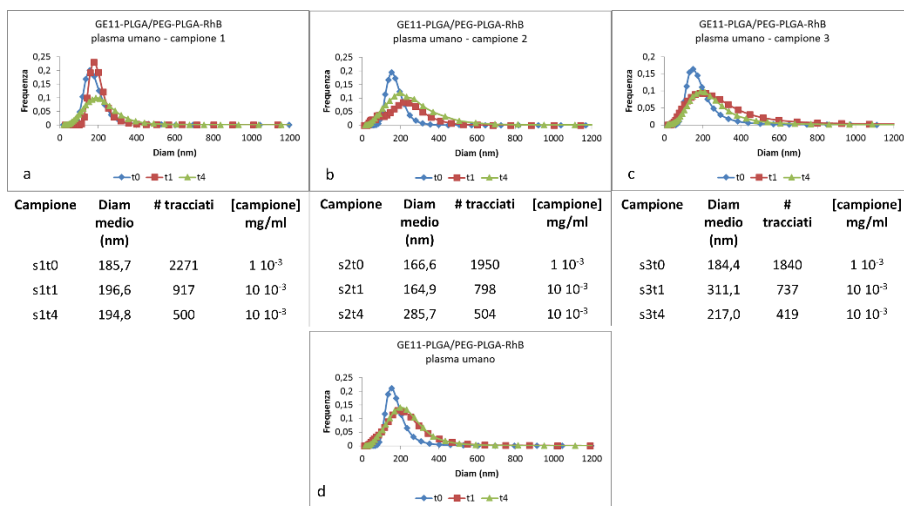 GE11-PLGA/PEG-PLGA-RhB
plasma umano - campione 1
Frequenza
0,25
0,2
0,15
0,1
0,05
0
0 200 400 600 800 1000 1200
Diam (nm)
a
t0 t1 t4
GE11-PLGA/PEG-PLGA-RhB
plasma umano - campione 2
Frequenza
0,25
0,2
0,15
0,1
0,05
0
0 200 400 600 800 1000 1200
Diam (nm)
b
t0 t1 t4
GE11-PLGA/PEG-PLGA-RhB
plasma umano - campione 3
Frequenza
0,2
0,15
0,1
0,05
0
0 200 400 600 800 1000 1200
Diam (nm)
c
t0 t1 t4
Campione Diam medio (nm) # tracciati [campione] mg/ml
s1t0 185,7 2271 1 10⁻³
s1t1 196,6 917 10 10⁻³
s1t4 194,8 500 10 10⁻³
Campione Diam medio (nm) # tracciati [campione] mg/ml
s2t0 166,6 1950 1 10⁻³
s2t1 164,9 798 10 10⁻³
s2t4 285,7 504 10 10⁻³
Campione Diam medio (nm) # tracciati [campione] mg/ml
s3t0 184,4 1840 1 10⁻³
s3t1 311,1 737 10 10⁻³
s3t4 217,0 419 10 10⁻³
GE11-PLGA/PEG-PLGA-RhB
plasma umano
Frequenza
0,25
0,2
0,15
0,1
0,05
0
0 200 400 600 800 1000 1200
Diam (nm)
d
t0 t1 t4